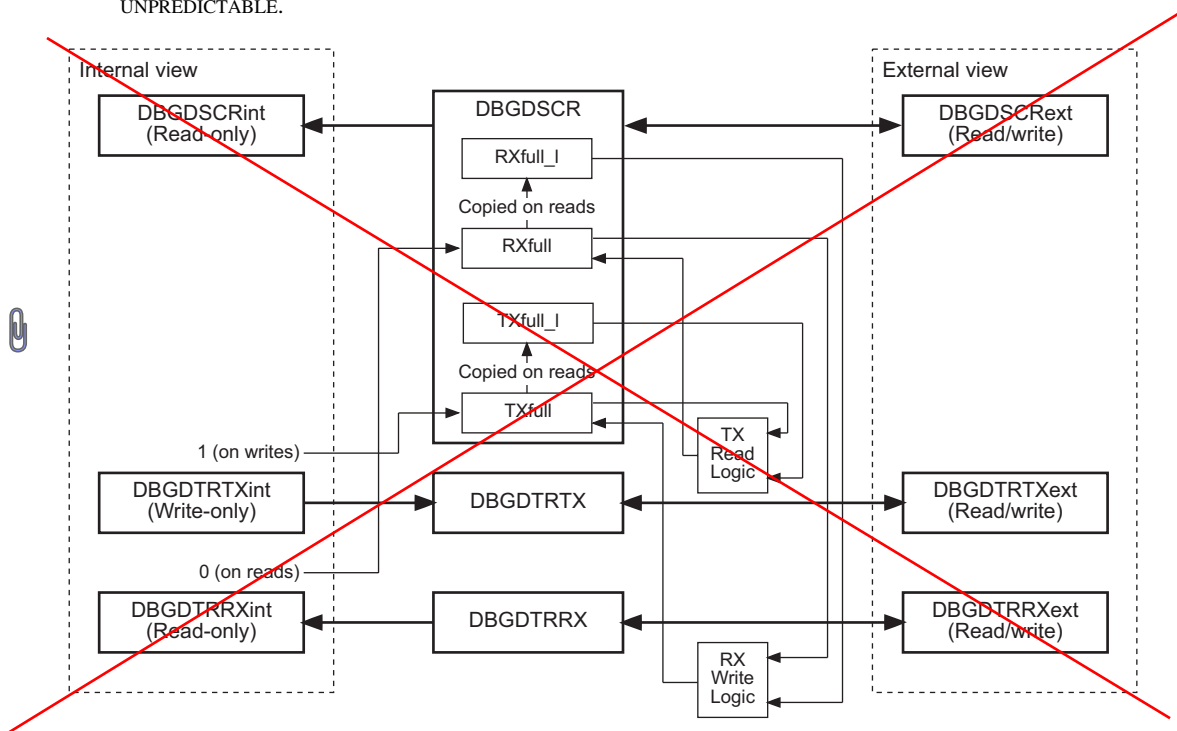 UNPREDICTABLE.
Internal view
External view
DBGDSCRint
(Read-only)
DBGDSCR
DBGDSCRext
(Read/write)
RXfull_l
Copied on reads
RXfull
TXfull_l
Copied on reads
TXfull
1 (on writes)
TX
Read
Logic
DBGDTRTXint
(Write-only)
DBGDTRTX
DBGDTRTXext
(Read/write)
0 (on reads)
DBGDTRRXint
(Read-only)
DBGDTRRX
DBGDTRRXext
(Read/write)
RX
Write
Logic